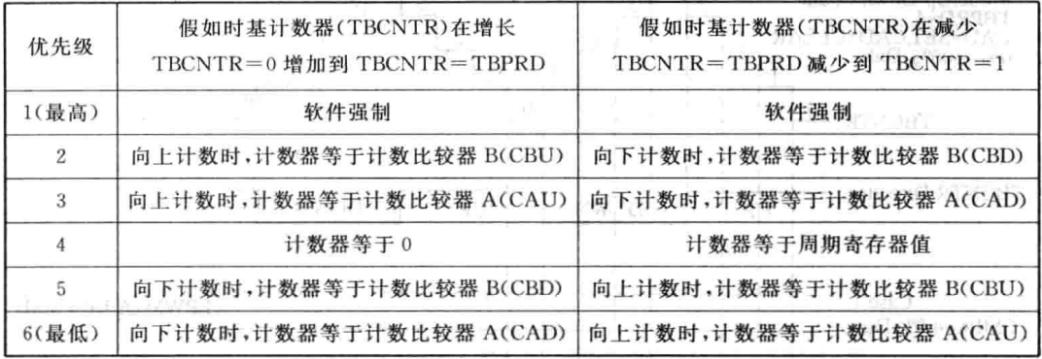 优先级
假如时基计数器(TBCNTR)在增长
TBCNTR=0 增加到 TBCNTR=TBPRD
假如时基计数器(TBCNTR)在减少
TBCNTR=TBPRD 减少到 TBCNTR=1
1(最高) 软件强制 软件强制
2 向上计数时,计数器等于计数比较器 B(CBU) 向下计数时,计数器等于计数比较器 B(CBD)
3 向上计数时,计数器等于计数比较器 A(CAU) 向下计数时,计数器等于计数比较器 A(CAD)
4 计数器等于 0 计数器等于周期寄存器值
5 向下计数时,计数器等于计数比较器 B(CBD) 向上计数时,计数器等于计数比较器 B(CBU)
6(最低) 向下计数时,计数器等于计数比较器 A(CAD) 向上计数时,计数器等于计数比较器 A(CAU)